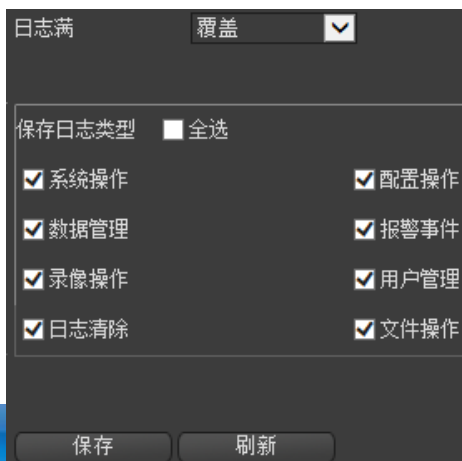 日志满 覆盖
保存日志类型 全选
系统操作 配置操作
数据管理 报警事件
录像操作 用户管理
日志清除 文件操作
保存 刷新